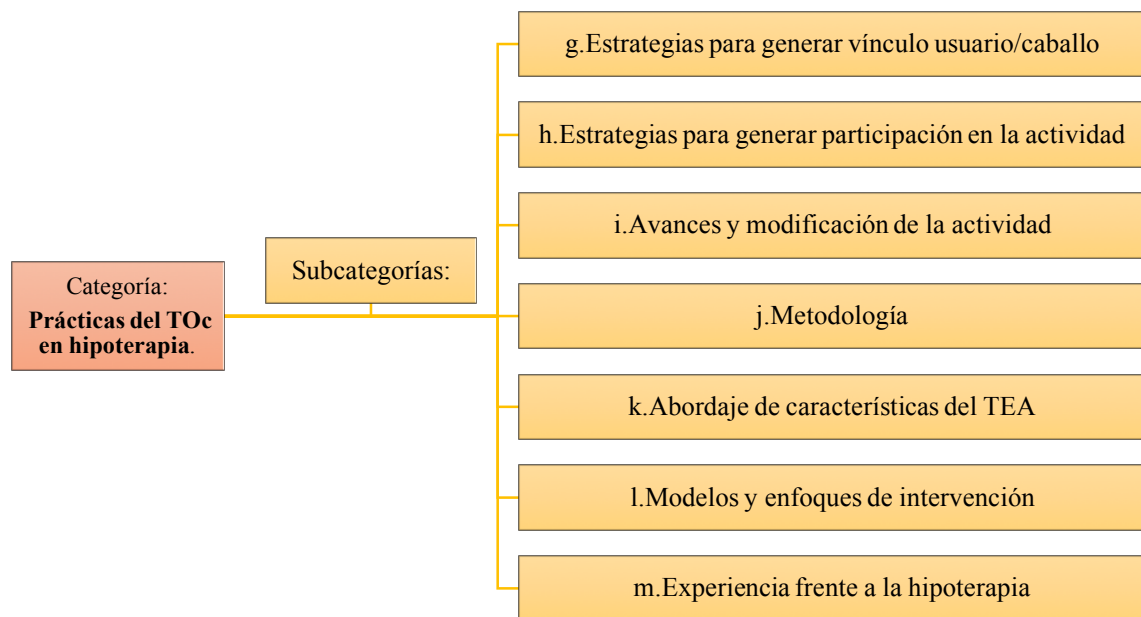 Categoría:
Prácticas del TOc
en hipoterapia.
Subcategorías:
g.Estrategias para generar vínculo usuario/caballo
h.Estrategias para generar participación en la actividad
i.Avances y modificación de la actividad
j.Metodología
k.Abordaje de características del TEA
l.Modelos y enfoques de intervención
m.Experiencia frente a la hipoterapia